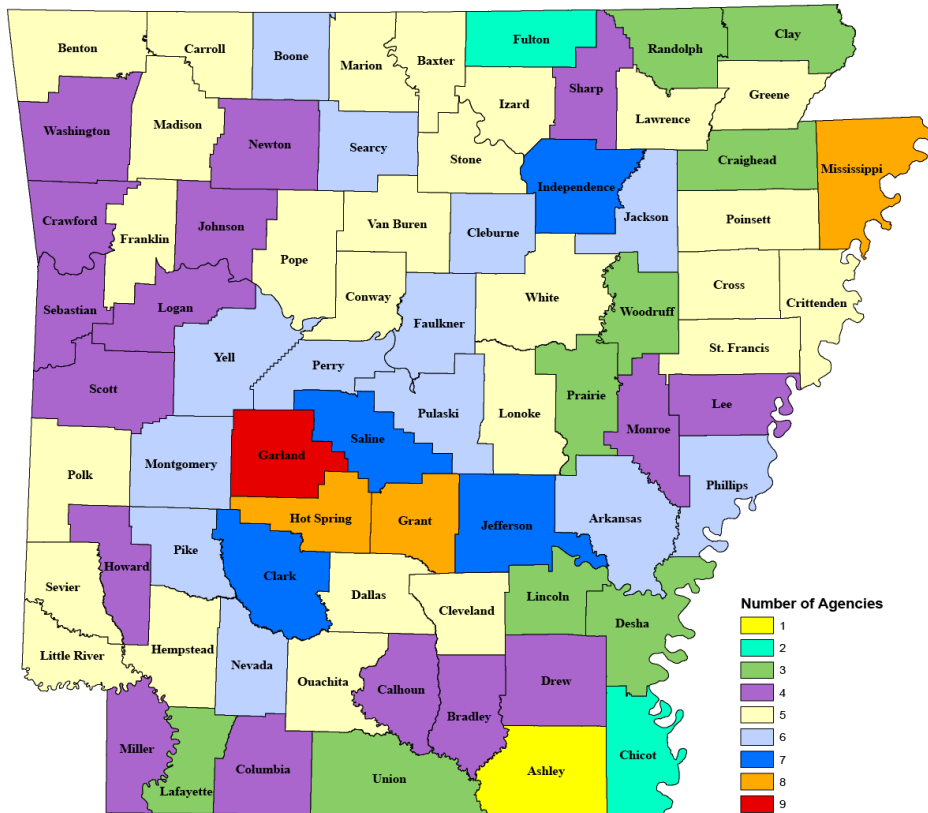 Benton
Carroll
Boone
Marion
Baxter
Fulton
Randolph
Clay
Sharp
Izard
Greene
Lawrence
Washington
Madison
Newton
Searcy
Stone
Craighead
Mississippi
Independence
Jackson
Crawford
Franklin
Johnson
Van Buren
Cleburne
Poinsett
Pope
Conway
White
Cross
Crittenden
Sebastian
Logan
Faulkner
Woodruff
St. Francis
Yell
Perry
Scott
Pulaski
Lonoke
Prairie
Lee
Monroe
Saline
Garland
Polk
Montgomery
Phillips
Hot Spring
Grant
Jefferson
Arkansas
Howard
Pike
Clark
Sevier
Dallas
Cleveland
Lincoln
Desha
Little River
Hempstead
Nevada
Ouachita
Calhoun
Bradley
Drew
Miller
Lafayette
Columbia
Union
Ashley
Chicot
Number of Agencies
1
2
3
4
5
6
7
8
9